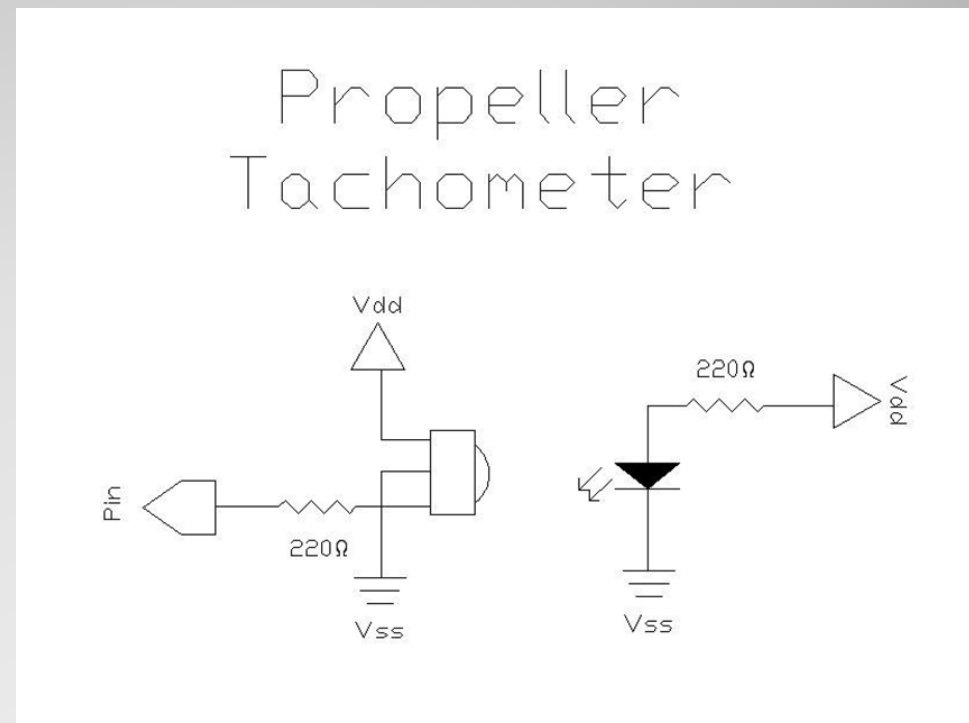 Propeller
Tachometer
Vdd
220Ω
Vdd
Pin
220Ω
Vss
Vss